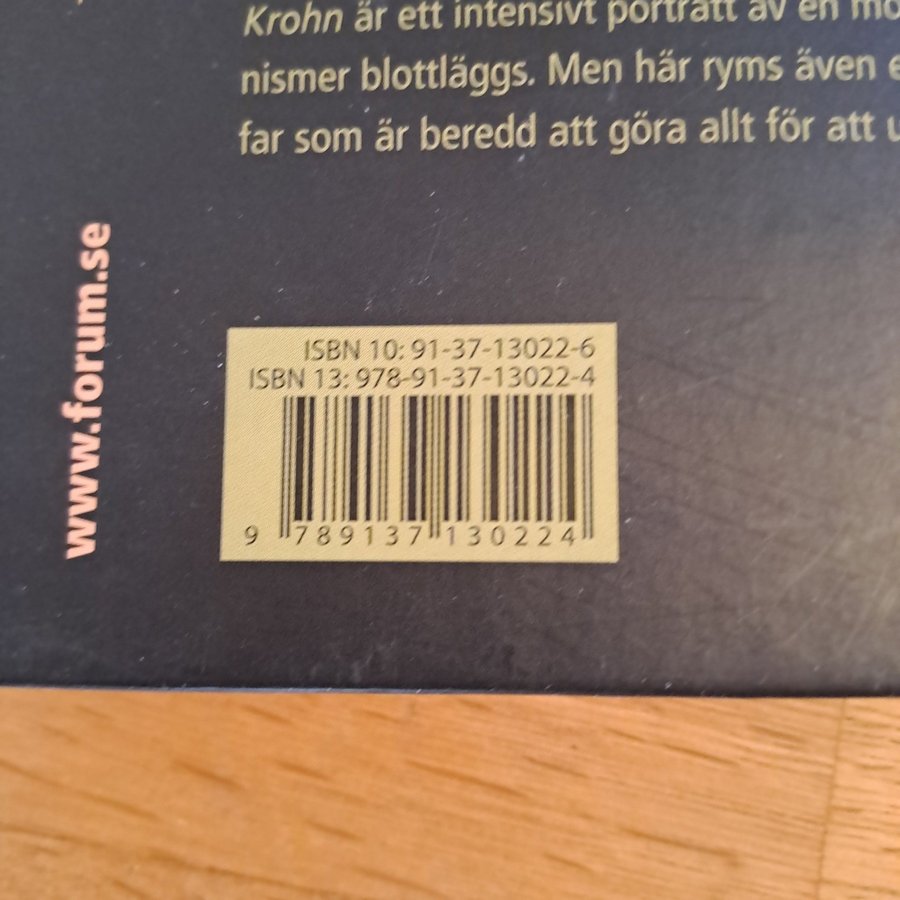 Krohn är ett intensivt porträtt av en
nismer blottläggs. Men här ryms även
far som är beredd att göra allt för att
www.forum.se
ISBN 10: 91-37-13022-6
ISBN 13: 978-91-37-13022-4
9 789137 130224